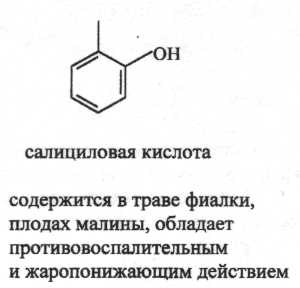 OH
салициловая кислота
содержится в траве фиалки,
плодах малины, обладает
противовоспалительным
и жаропонижающим действием